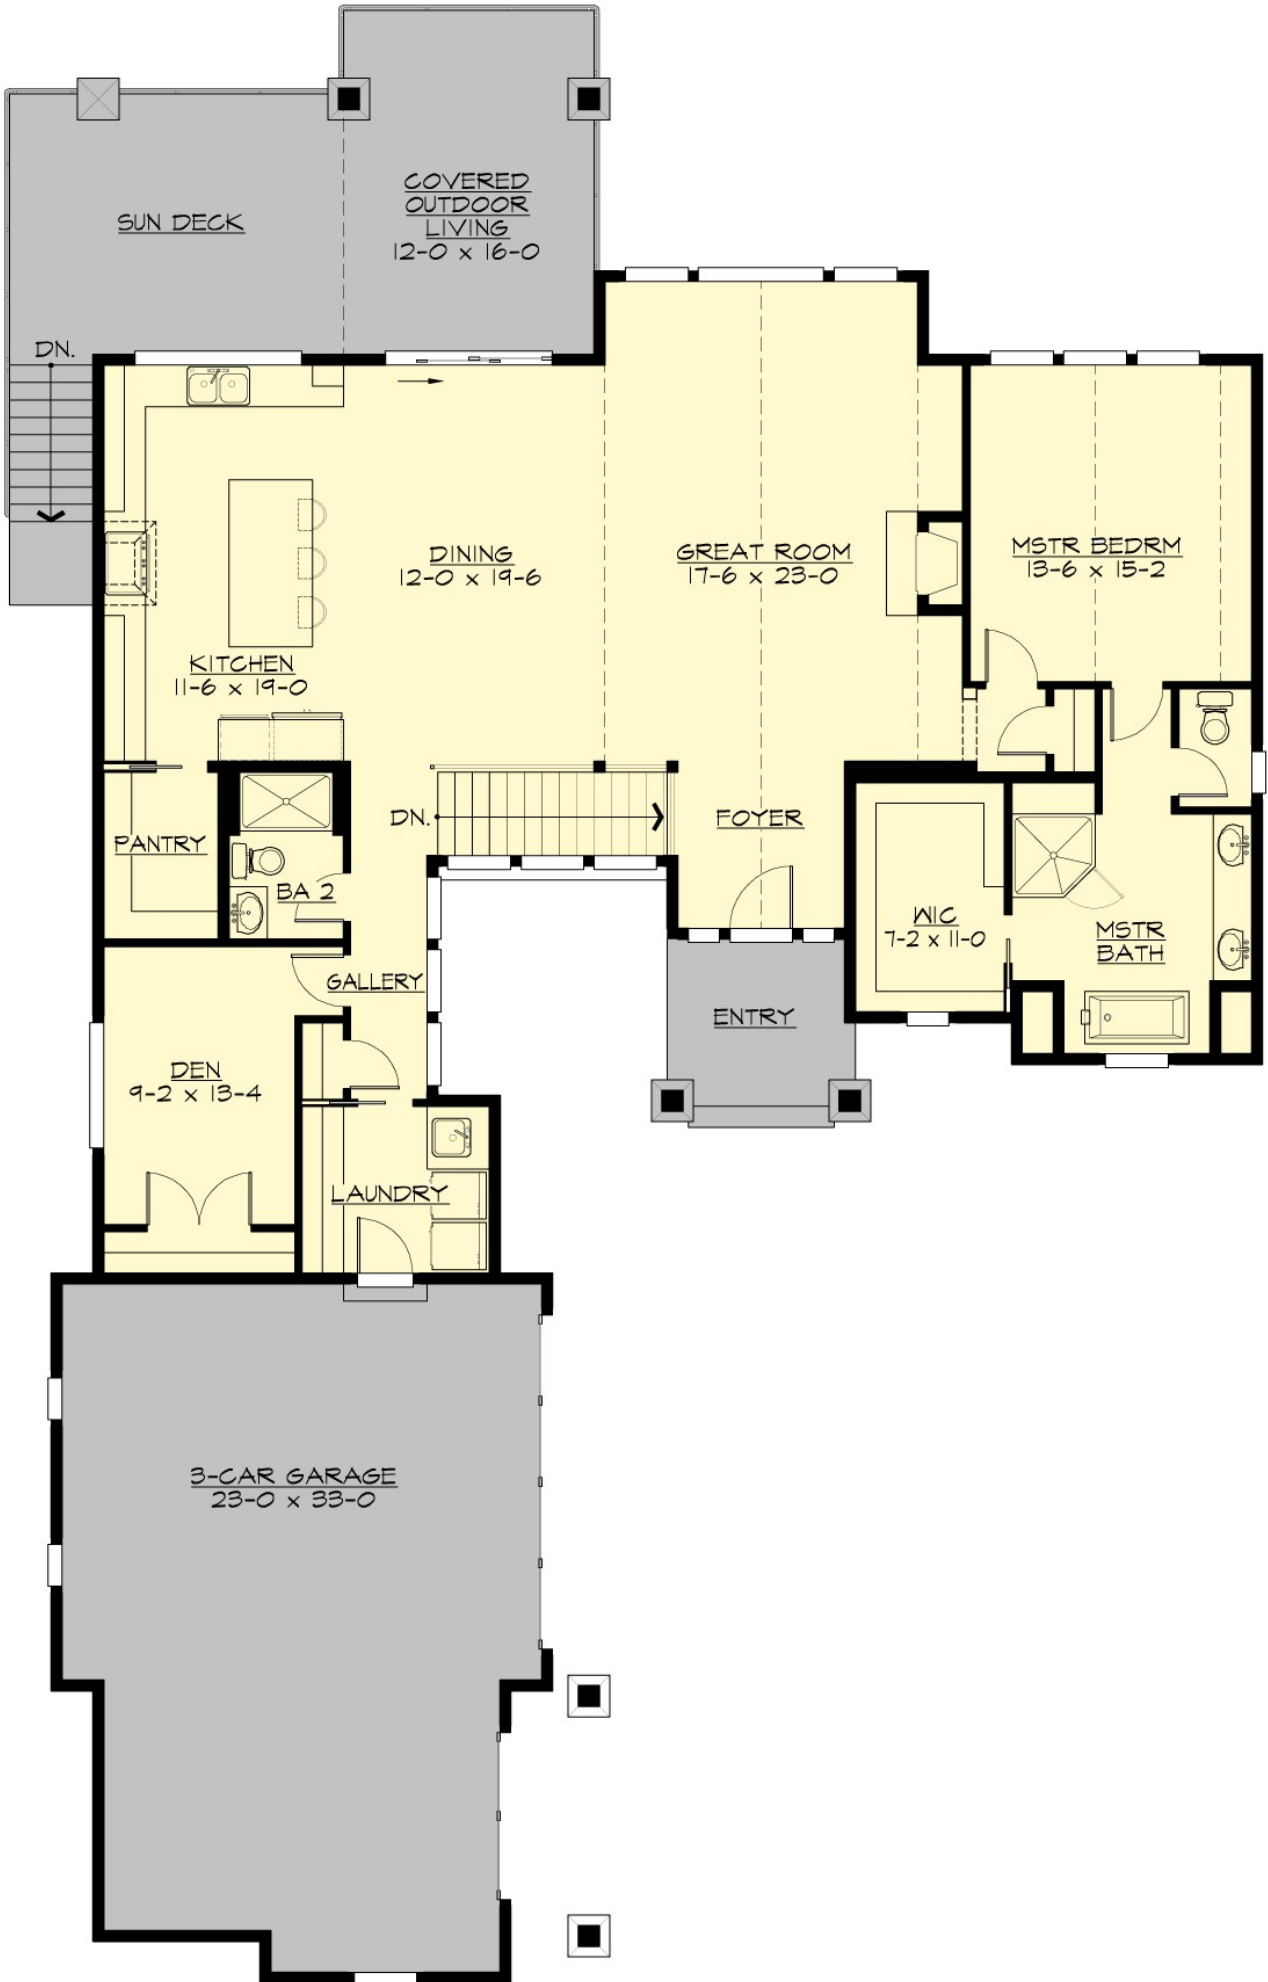 COVERED
OUTDOOR
LIVING
12-0 x 16-0
SUN DECK
DN.
DINING
12-0 x 19-6
GREAT ROOM
17-6 x 23-0
MSTR BEDRM
13-6 x 15-2
KITCHEN
11-6 x 19-0
PANTRY
DN.
FOYER
BA 2
WIC
7-2 x 11-0
MSTR
BATH
GALLERY
ENTRY
DEN
9-2 x 13-4
LAUNDRY
3-CAR GARAGE
23-0 x 33-0